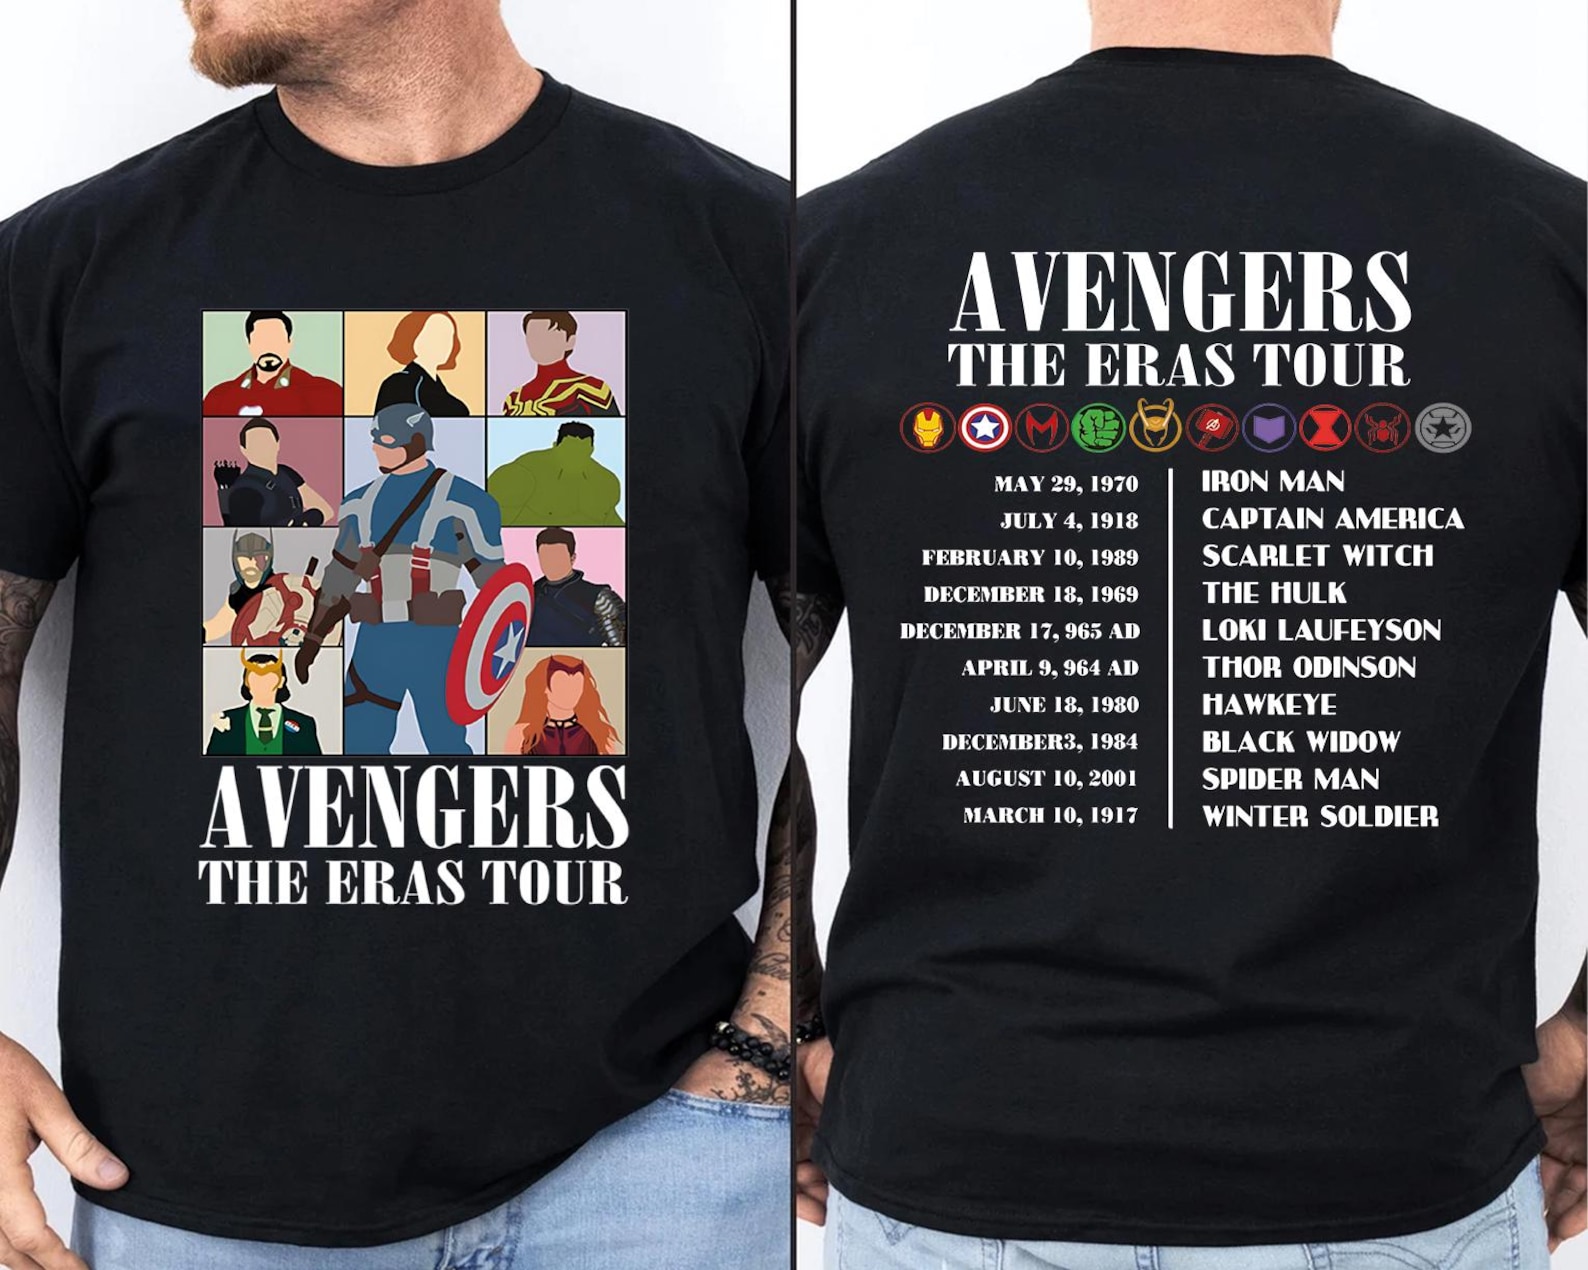 AVENGERS
THE ERAS TOUR
AVENGERS
THE ERAS TOUR
MAY 29, 1970 IRON MAN
JULY 4, 1918 CAPTAIN AMERICA
FEBRUARY 10, 1989 SCARLET WITCH
DECEMBER 18, 1969 THE HULK
DECEMBER 17, 965 AD LOKI LAUFEYSON
APRIL 9, 964 AD THOR ODINSON
JUNE 18, 1980 HAWKEYE
DECEMBER3, 1984 BLACK WIDOW
AUGUST 10, 2001 SPIDER MAN
MARCH 10, 1917 WINTER SOLDIER